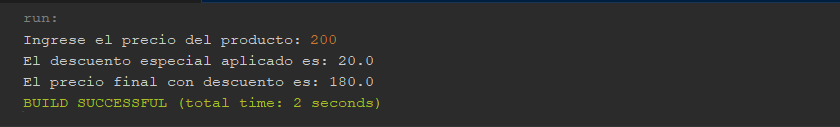 run:
Ingrese el precio del producto: 200
El descuento especial aplicado es: 20.0
El precio final con descuento es: 180.0
BUILD SUCCESSFUL (total time: 2 seconds)